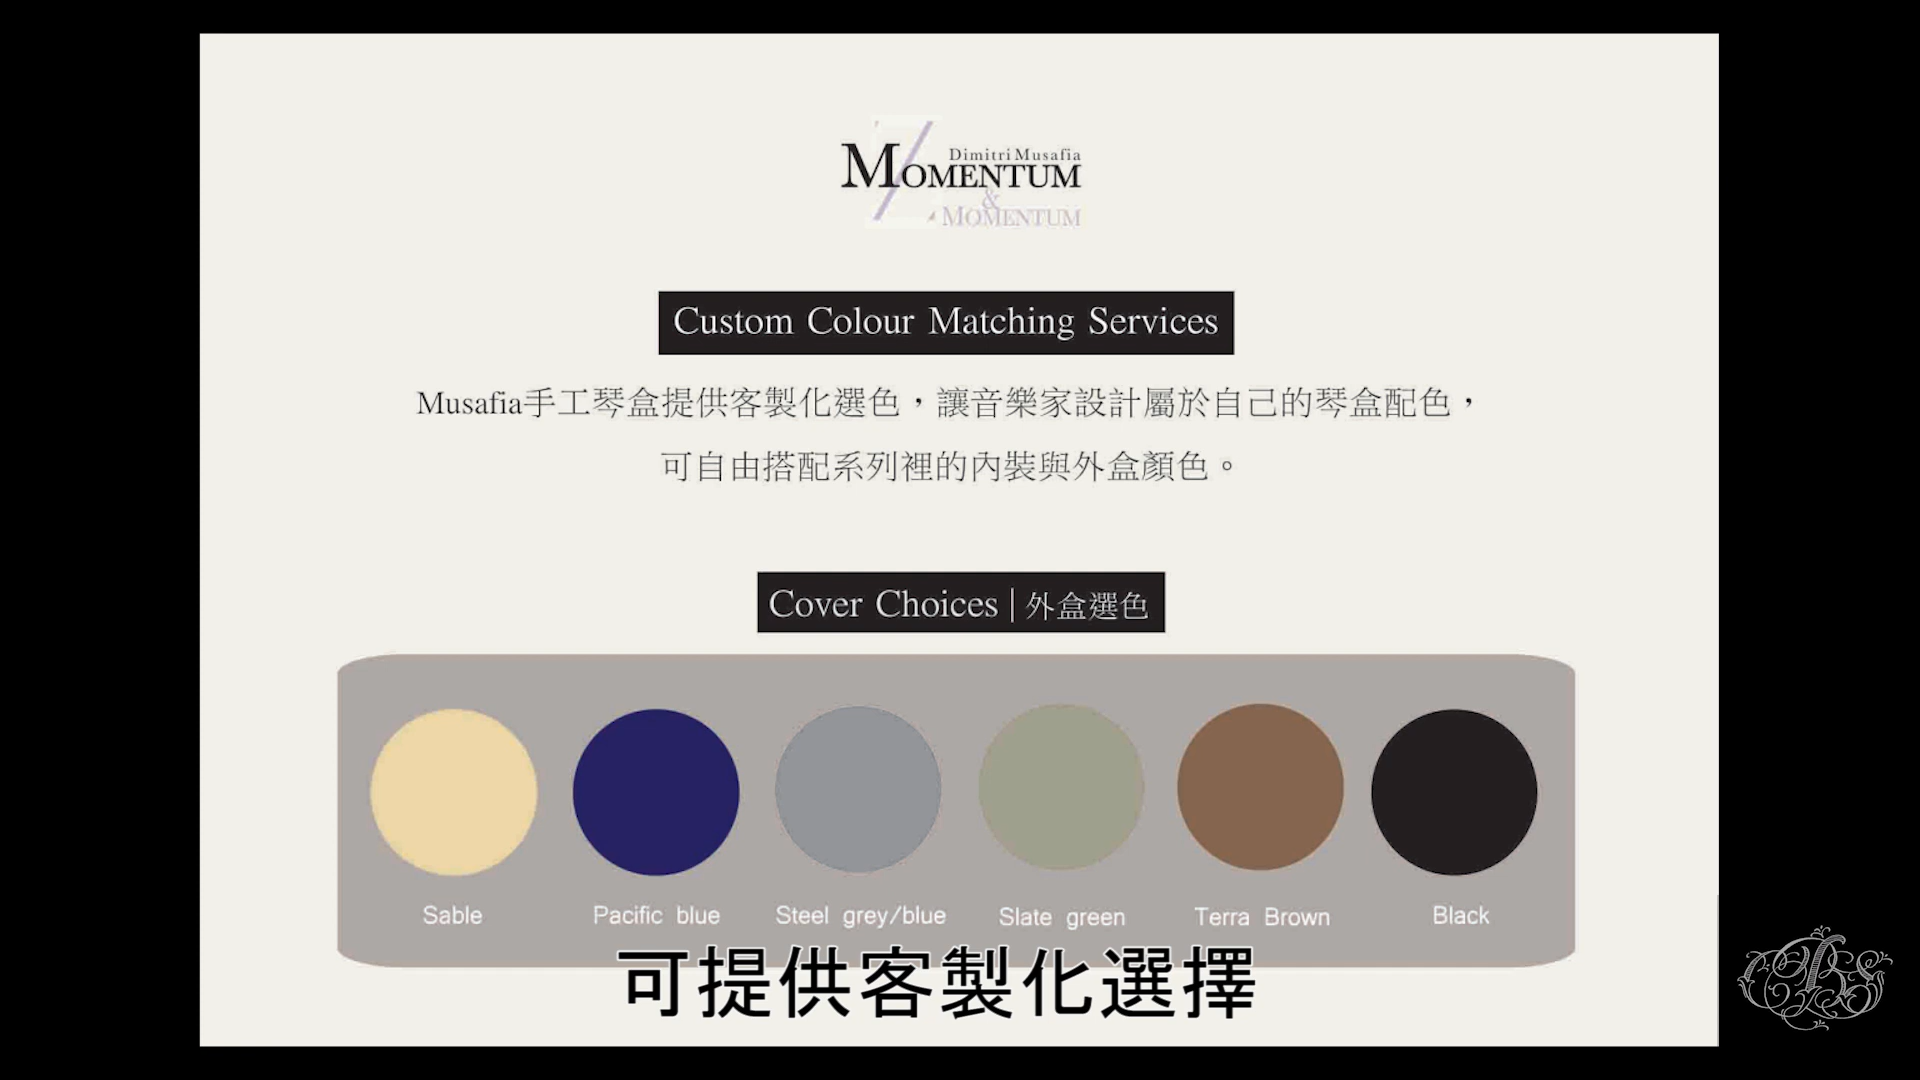 Dimitri Musafia
MOMENTUM
&
MOMENTUM
Custom Colour Matching Services
Musafia手工琴盒提供客製化選色，讓音樂家設計屬於自己的琴盒配色，
可自由搭配系列裡的內裝與外盒顏色。
Cover Choices | 外盒選色
Sable
Pacific blue
Steel grey/blue
Slate green
Terra Brown
Black
可提供客製化選擇